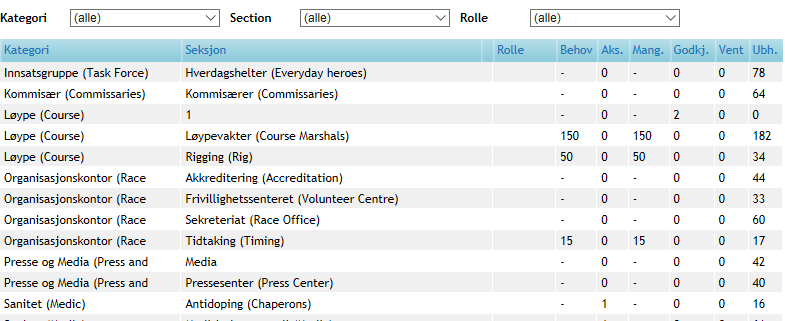 Kategori (alle) Section (alle) Rolle (alle)
Kategori Seksjon Rolle Behov Aks. Mang. Godkj. Vent Ubh.
Innsatsgruppe (Task Force) Hverdagshelter (Everyday heroes) - 0 - 0 0 78
Kommisær (Commissaries) Kommisærer (Commissaries) - 0 - 0 0 64
Løype (Course) 1 - 0 - 2 0 0
Løype (Course) Løypevakter (Course Marshals) 150 0 150 0 0 182
Løype (Course) Rigging (Rig) 50 0 50 0 0 34
Organisasjonskontor (Race Akkreditering (Accreditation) - 0 - 0 0 44
Organisasjonskontor (Race Frivillighetssenteret (Volunteer Centre) - 0 - 0 0 33
Organisasjonskontor (Race Sekreteriat (Race Office) - 0 - 0 0 60
Organisasjonskontor (Race Tidtaking (Timing) 15 0 15 0 0 17
Presse og Media (Press and Media - 0 - 0 0 42
Presse og Media (Press and Pressesenter (Press Center) - 0 - 0 0 40
Sanitet (Medic) Antidoping (Chaperons) - 1 - 0 0 16